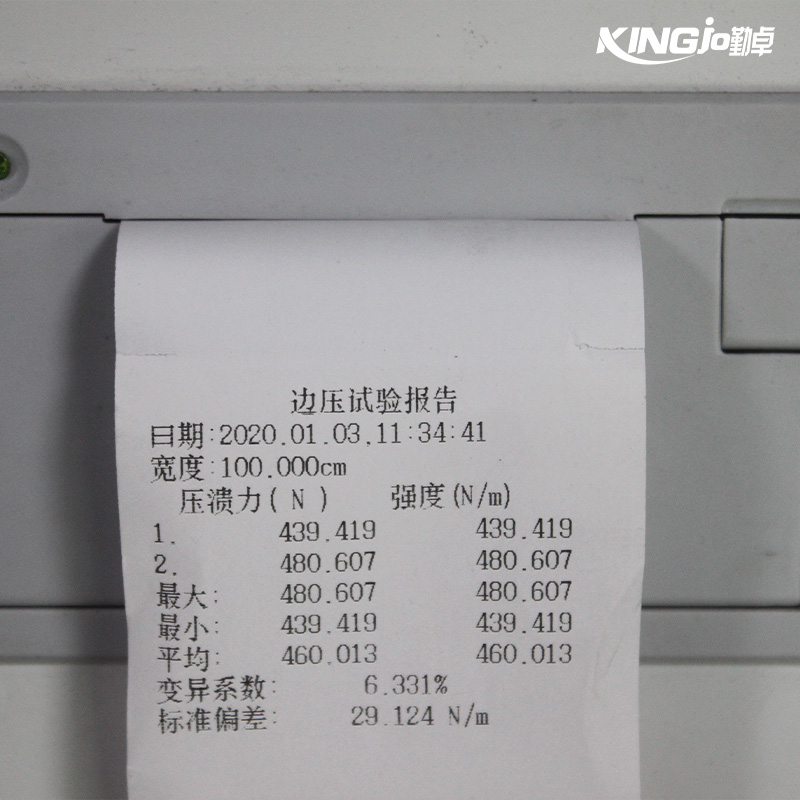 KINGjo勤卓
边压试验报告
日期:2020.01.03.11:34:41
宽度:100.000cm
压溃力(N) 强度(N/m)
1. 439.419 439.419
2. 480.607 480.607
最大: 480.607 480.607
最小: 439.419 439.419
平均: 460.013 460.013
变异系数: 6.331%
标准偏差: 29.124 N/m